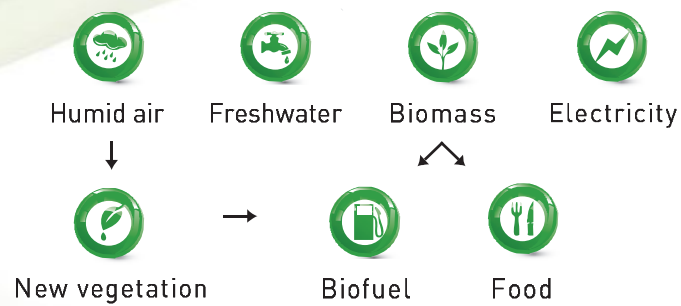 Humid air
Freshwater
Biomass
Electricity
New vegetation
Biofuel
Food